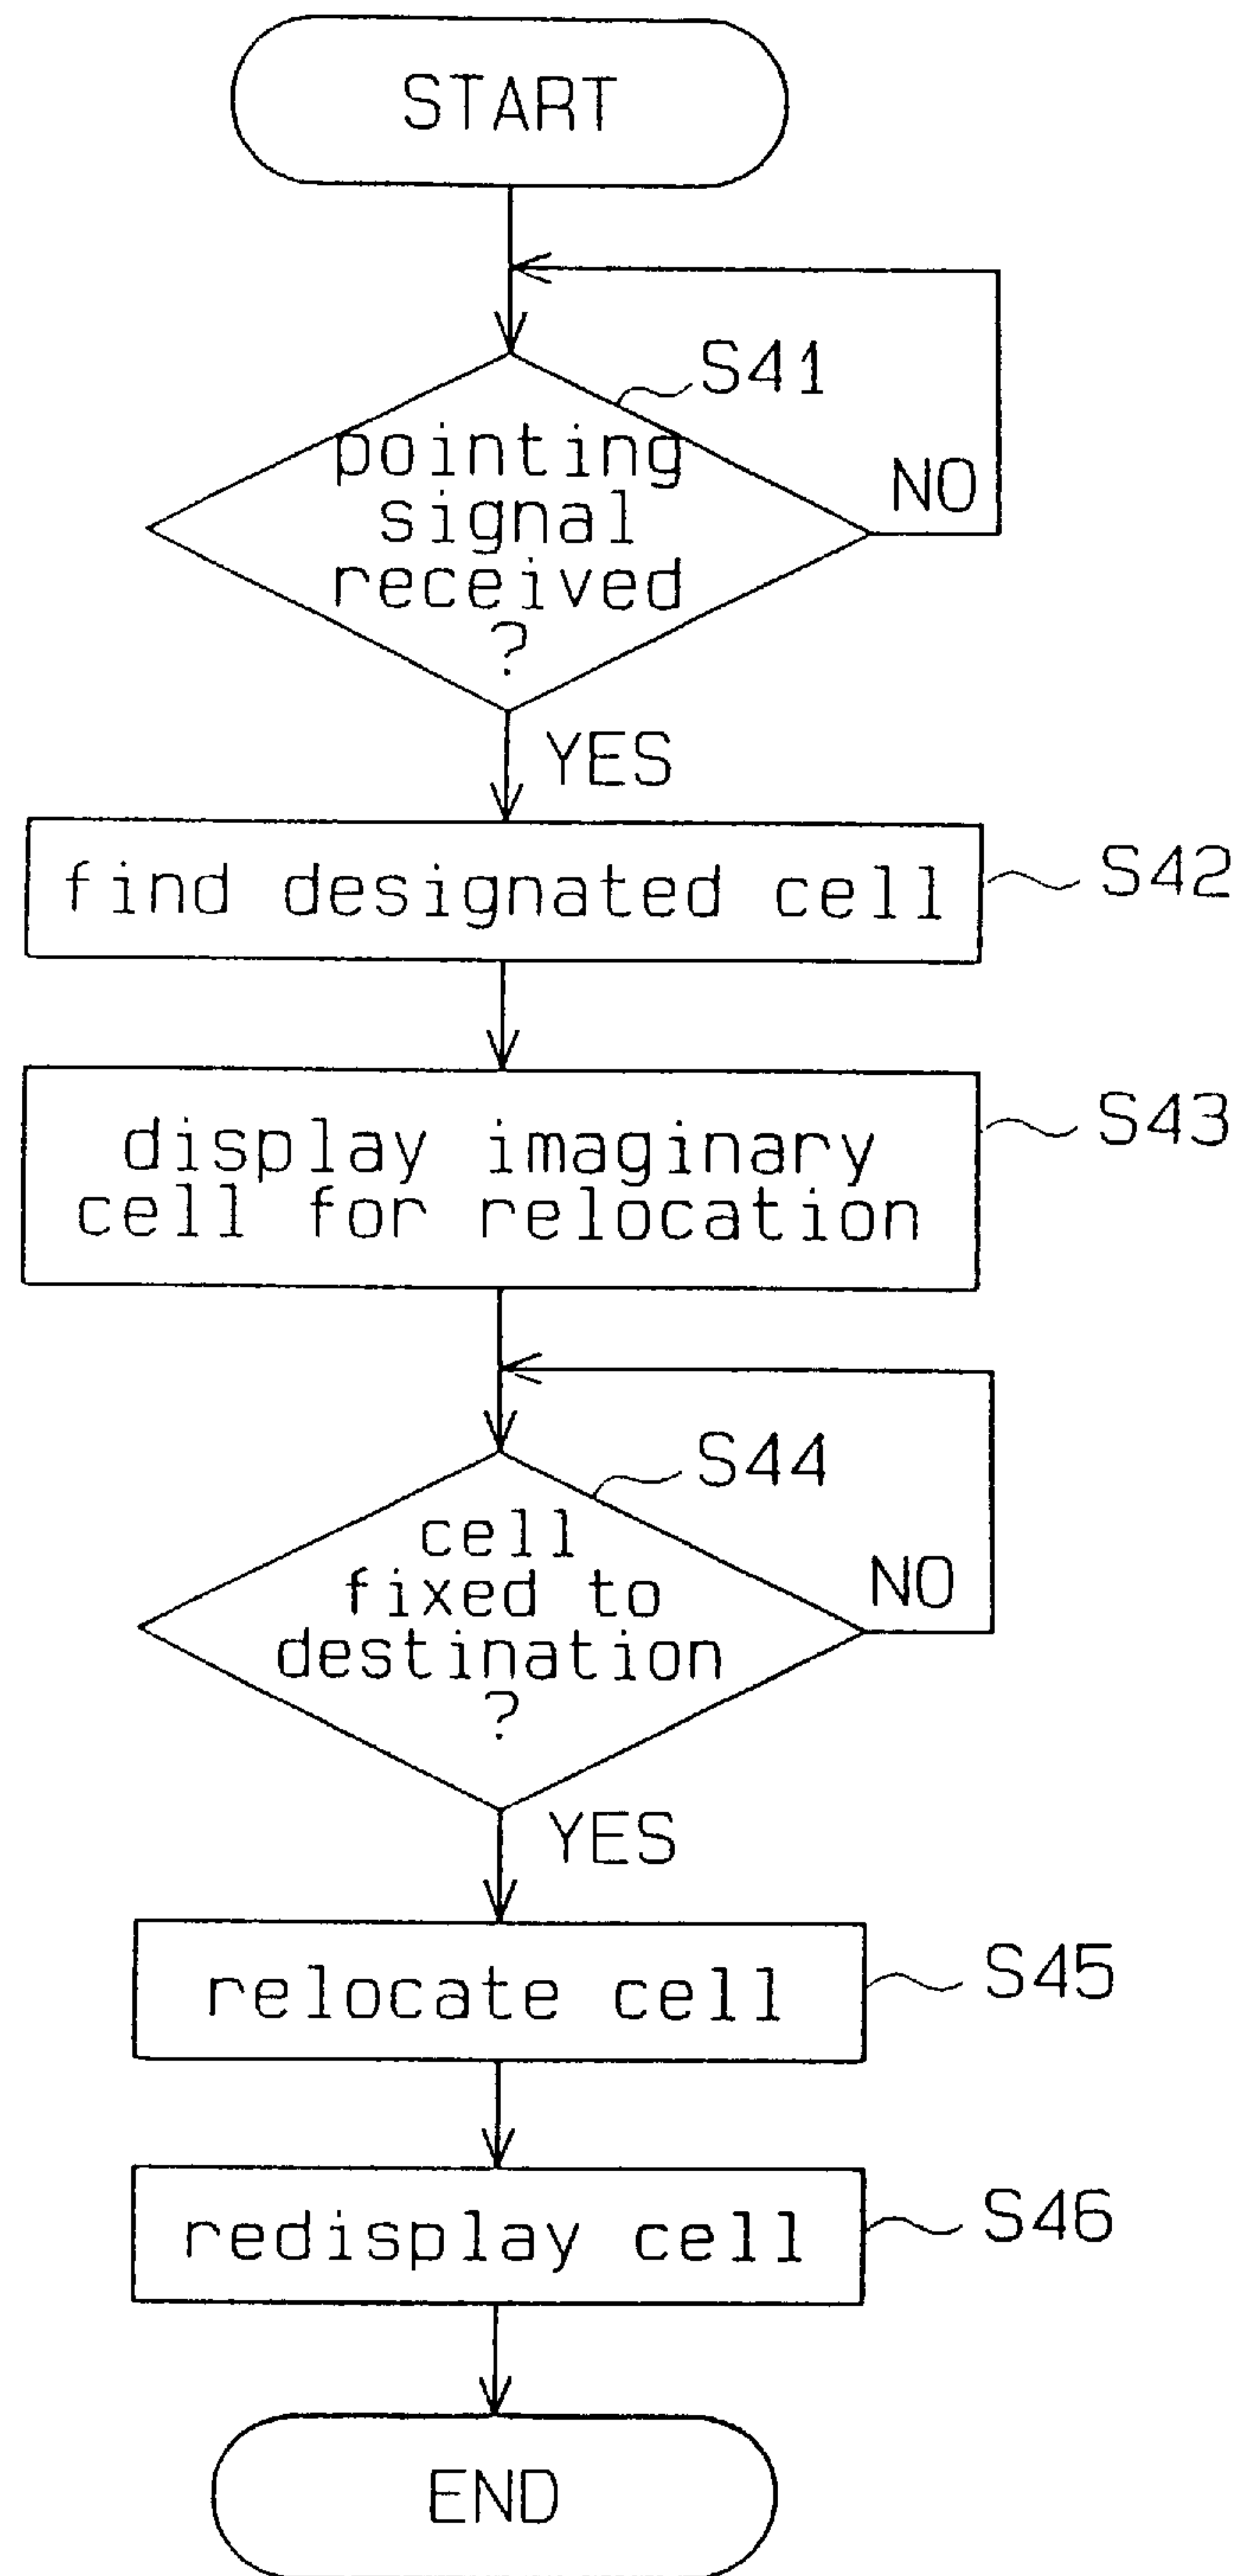 START
S41
pointing
signal
received
?
NO
YES
find designated cell
S42
display imaginary
cell for relocation
S43
S44
cell
fixed to
destination
?
NO
YES
relocate cell
S45
redisplay cell
S46
END